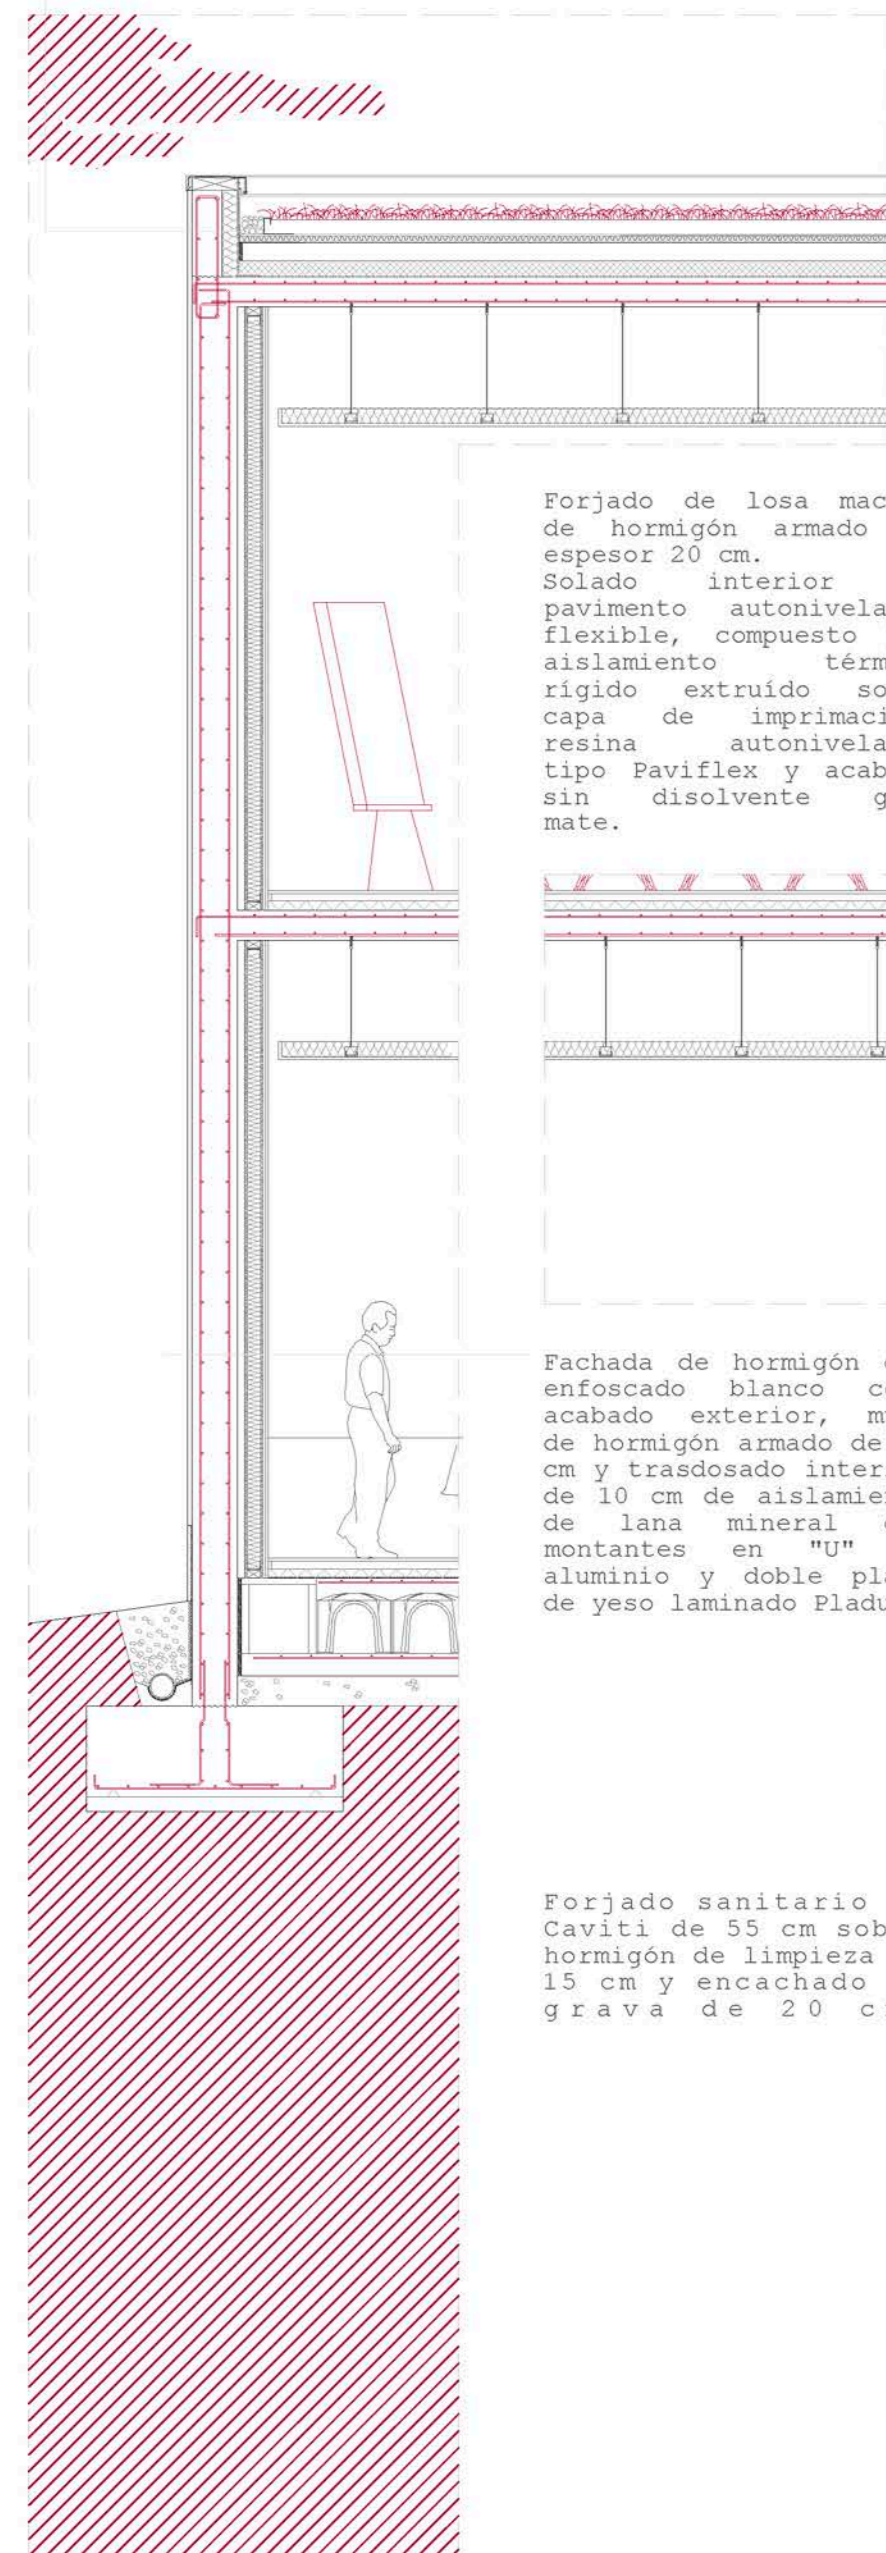 Forjado de losa mac
de hormigón armado
espesor 20 cm.
Solado interior
pavimento autonivela
flexible, compuesto
aislamiento térm
rígido extruído so
capa de imprimaci
resina autonivela
tipo Paviflex y acab
sin disolvente g
mate.
Fachada de hormigón
enfoscado blanco co
acabado exterior, m
de hormigón armado de
cm y trasdosado inter
de 10 cm de aislamie
de lana mineral
montantes en "U"
aluminio y doble pla
de yeso laminado Pladu
Forjado sanitario
Caviti de 55 cm sob
hormigón de limpieza
15 cm y encachado
grava de 20 c